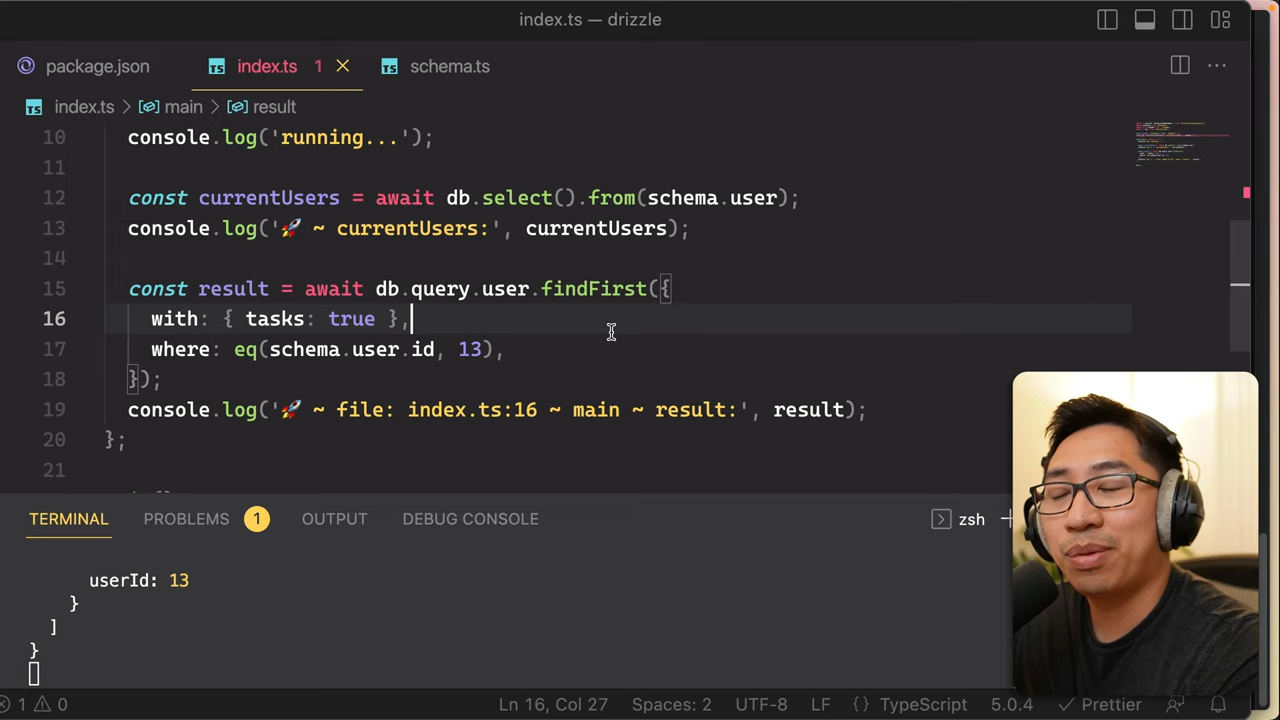 index.ts — drizzle
package.json
TS index.ts 1
TS schema.ts
TS index.ts > main > result
10 console.log('running...');
11
12 const currentUsers = await db.select().from(schema.user);
13 console.log('🚀 ~ currentUsers:', currentUsers);
14
15 const result = await db.query.user.findFirst({
16 with: { tasks: true },
17 where: eq(schema.user.id, 13),
18 });
19 console.log('🚀 ~ file: index.ts:16 ~ main ~ result:', result);
20 };
21
TERMINAL PROBLEMS 1 OUTPUT DEBUG CONSOLE
zsh
userId: 13
}
]
}
1 0
Ln 16, Col 27 Spaces: 2 UTF-8 LF {} TypeScript 5.0.4 Prettier